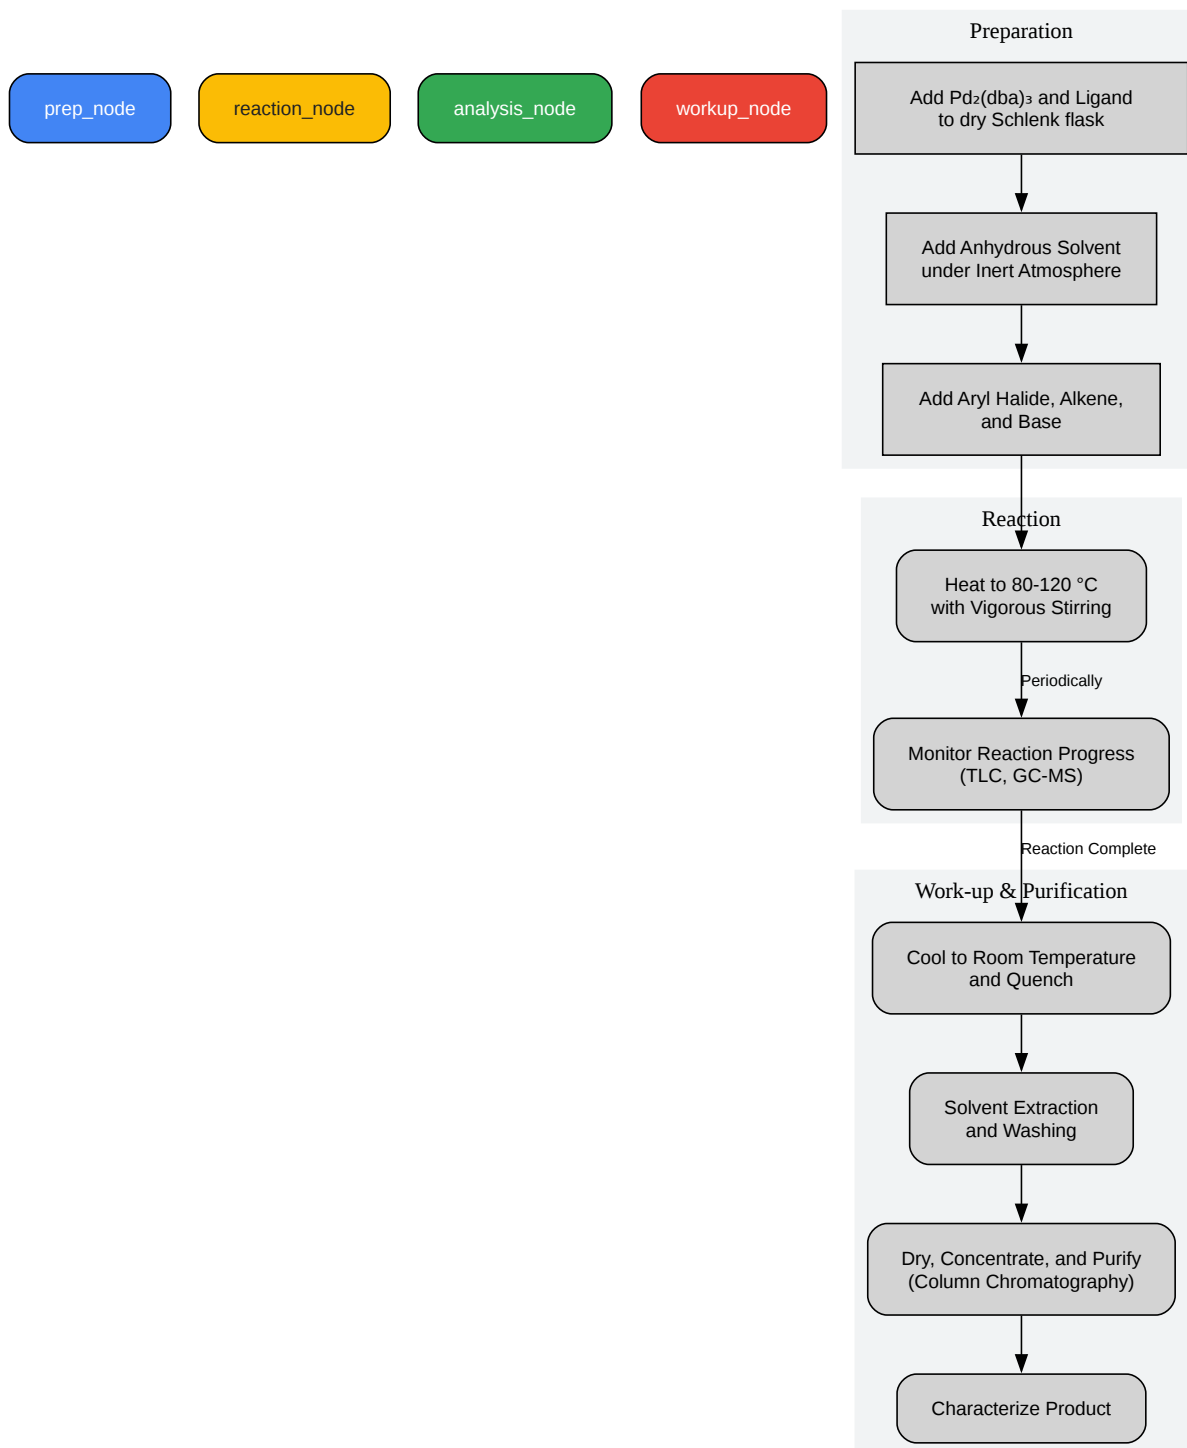 Preparation
prep_node
reaction_node
analysis_node
workup_node
Add Pd₂(dba)₃ and Ligand
to dry Schlenk flask
Add Anhydrous Solvent
under Inert Atmosphere
Add Aryl Halide, Alkene,
and Base
Reaction
Heat to 80-120 °C
with Vigorous Stirring
Periodically
Monitor Reaction Progress
(TLC, GC-MS)
Reaction Complete
Work-up & Purification
Cool to Room Temperature
and Quench
Solvent Extraction
and Washing
Dry, Concentrate, and Purify
(Column Chromatography)
Characterize Product